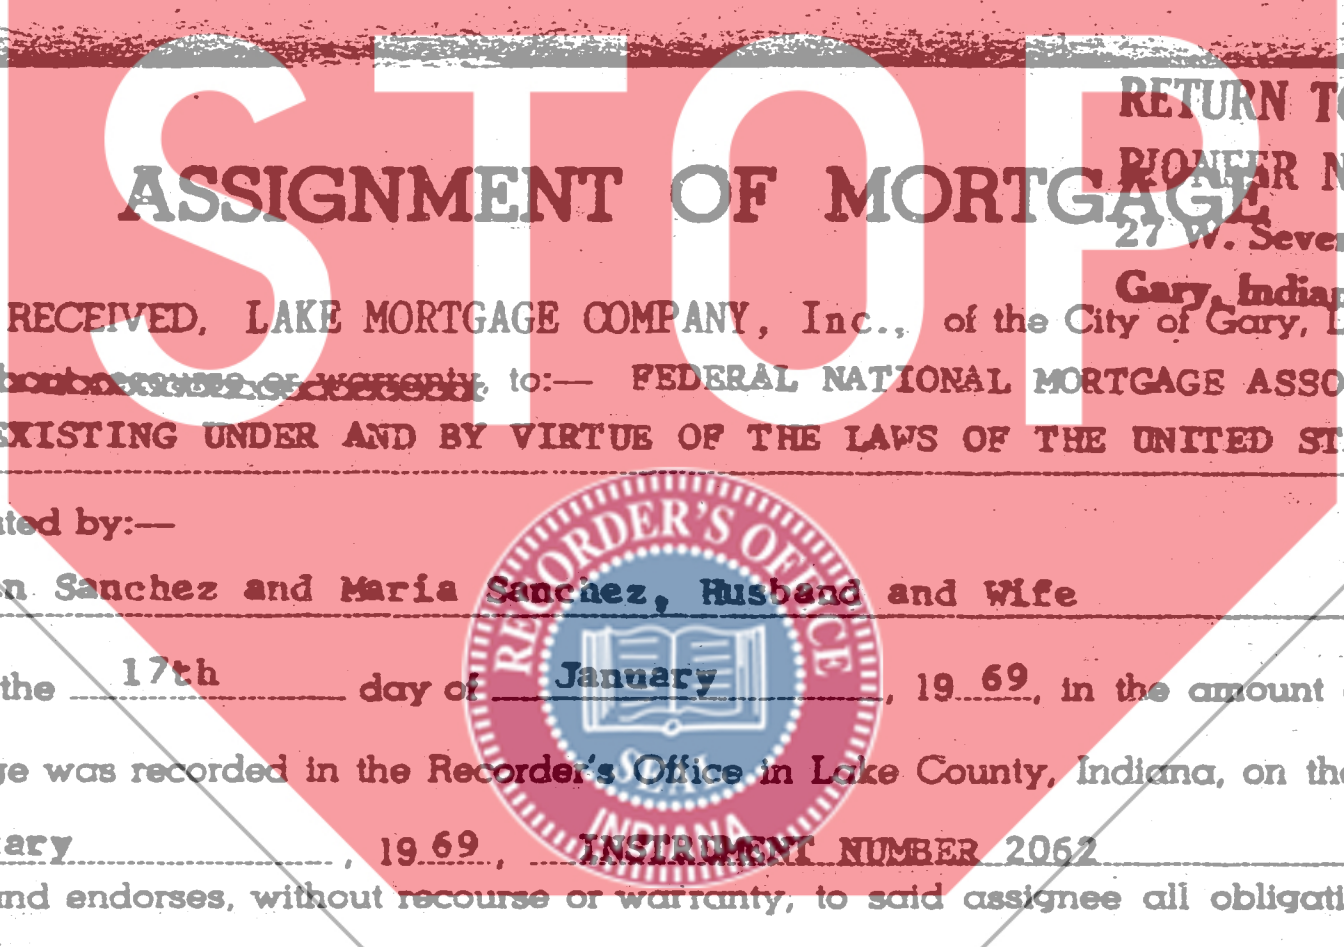 STOP
RETURN TO
PIONEER N
27 W. Seve
Gary, India
ASSIGNMENT OF MORTGAGE
RECEIVED, LAKE MORTGAGE COMPANY, Inc., of the City of Gary, L
or warranty, to:— FEDERAL NATIONAL MORTGAGE ASSO
EXISTING UNDER AND BY VIRTUE OF THE LAWS OF THE UNITED ST
ted by:—
n Sanchez and Maria Sanchez, Husband and Wife
the 17th day of January, 19 69, in the amount
ge was recorded in the Recorder's Office in Lake County, Indiana, on the
ary, 19 69, INSTRUMENT NUMBER 2062
nd endorses, without recourse or warranty, to said assignee all obligati
RECORDER'S OFFICE
SEAL
INDIANA